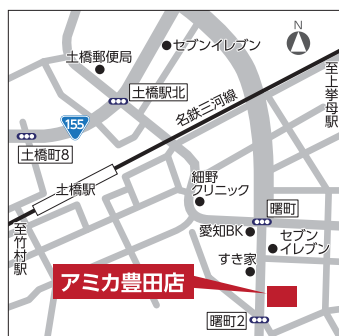 N
セブンイレブン
土橋郵便局
土橋駅北
名鉄三河線
至上挙母駅
155
土橋町8
土橋駅
細野
クリニック
至竹村駅
曙町
愛知BK
セブン
イレブン
すき家
アミカ豊田店
曙町2